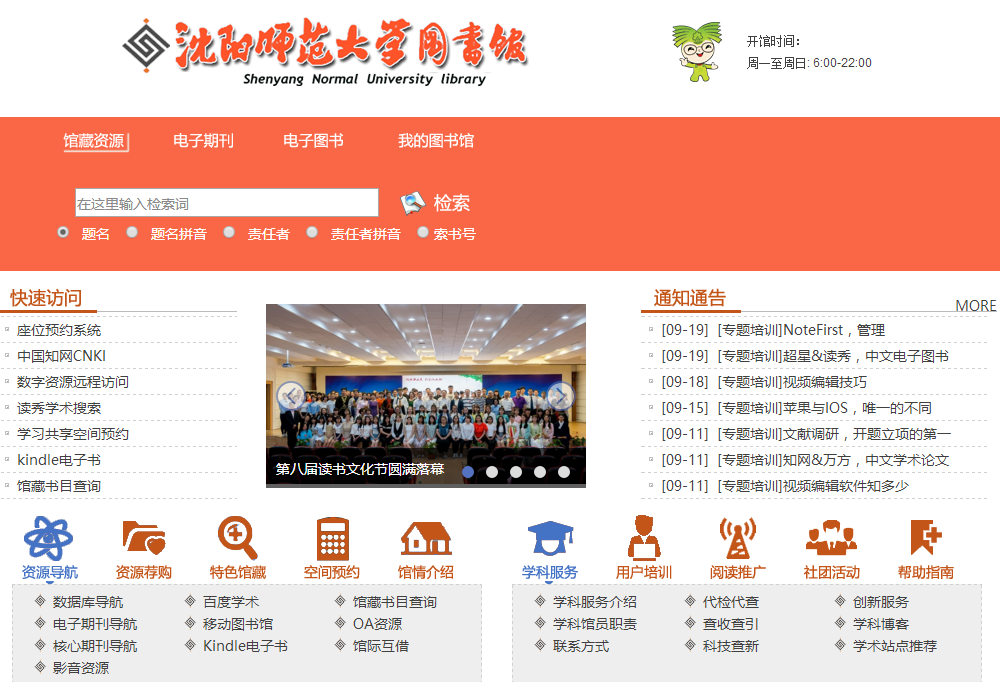 沈阳师范大学图書馆
Shenyang Normal University library
开馆时间：
周一至周日: 6:00-22:00
馆藏资源 电子期刊 电子图书 我的图书馆
在这里输入检索词 检索
题名 题名拼音 责任者 责任者拼音 索书号
快速访问
座位预约系统
中国知网CNKI
数字资源远程访问
读秀学术搜索
学习共享空间预约
kindle电子书
馆藏书目查询
第八届读书文化节圆满落幕
通知通告
MORE
[09-19] [专题培训]NoteFirst，管理
[09-19] [专题培训]超星&读秀，中文电子图书
[09-18] [专题培训]视频编辑技巧
[09-15] [专题培训]苹果与IOS，唯一的不同
[09-11] [专题培训]文献调研，开题立项的第一
[09-11] [专题培训]知网&万方，中文学术论文
[09-11] [专题培训]视频编辑软件知多少
资源导航 资源荐购 特色馆藏 空间预约 馆情介绍
数据库导航 百度学术 馆藏书目查询
电子期刊导航 移动图书馆 OA资源
核心期刊导航 Kindle电子书 馆际互借
影音资源
学科服务 用户培训 阅读推广 社团活动 帮助指南
学科服务介绍 代检代查 创新服务
学科馆员职责 查收查引 学科博客
联系方式 科技查新 学术站点推荐